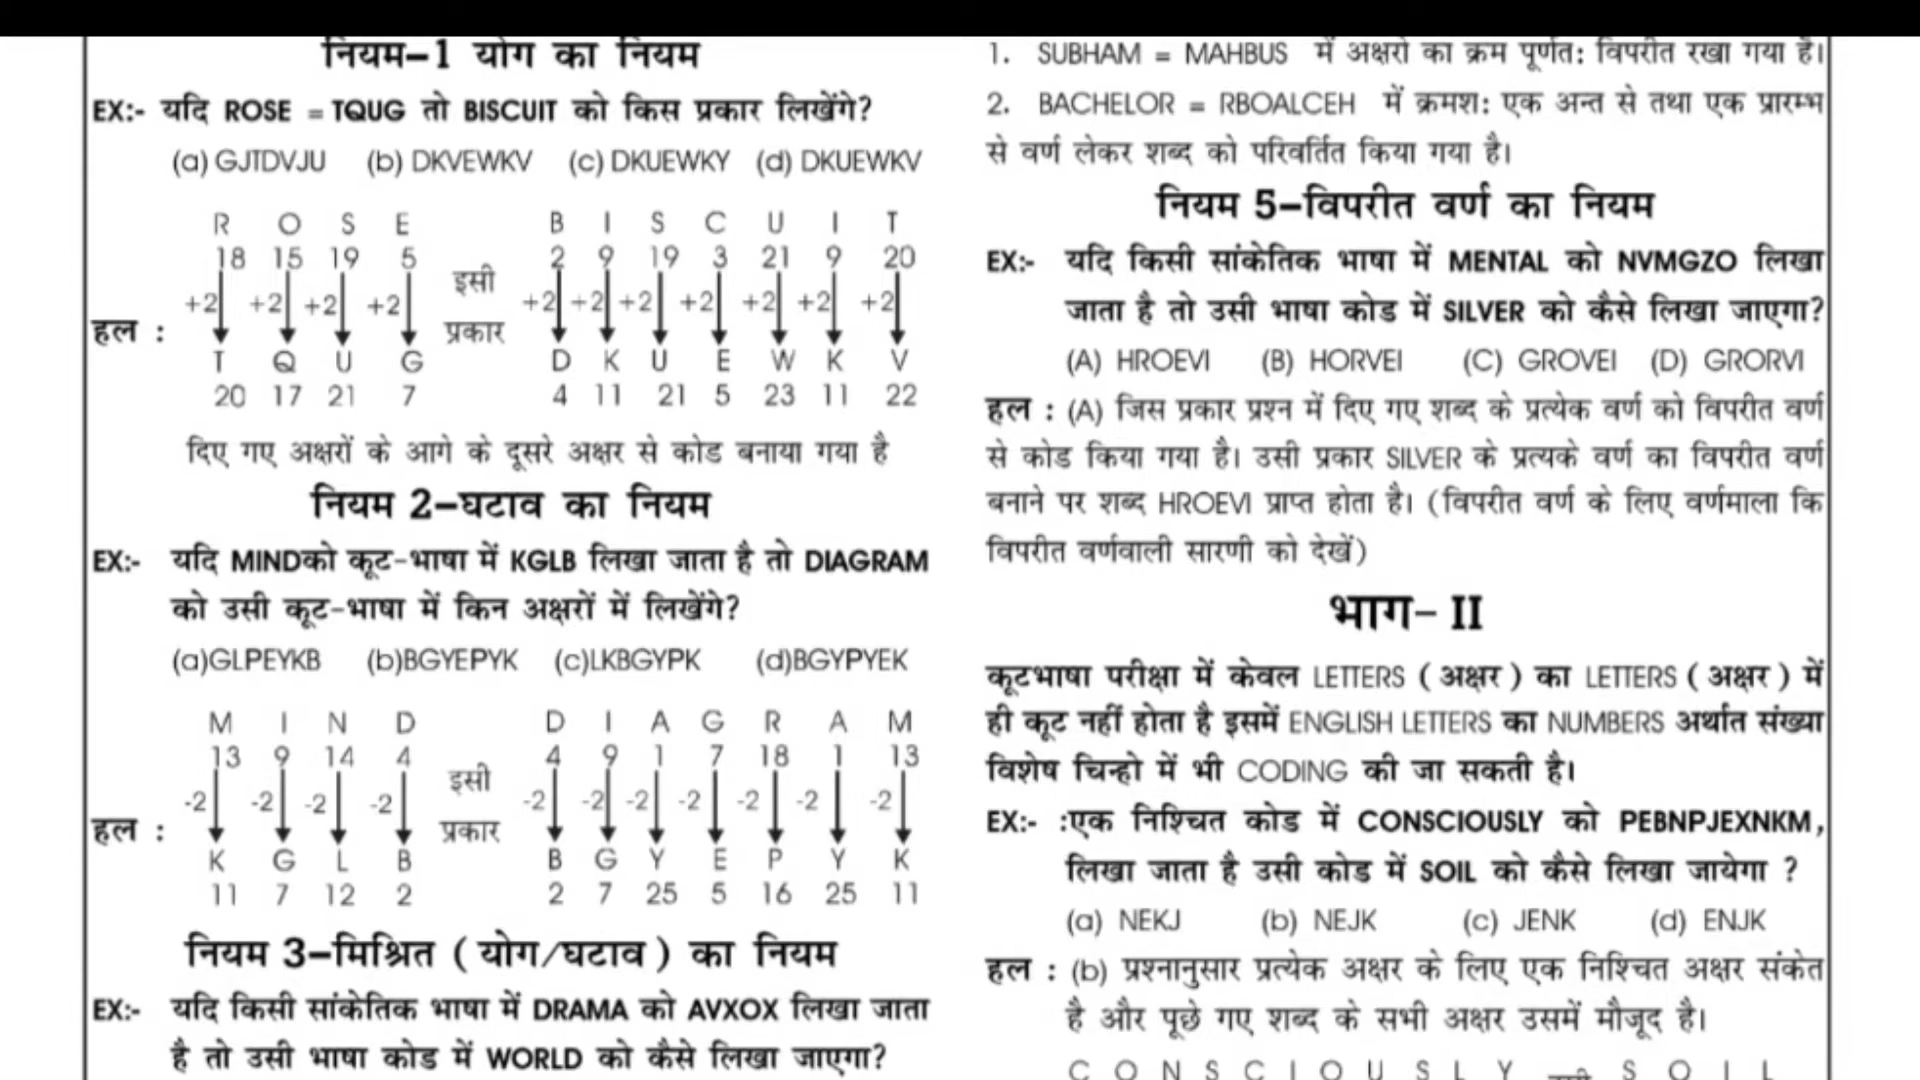 नियम-1 योग का नियम
EX:- यदि ROSE = TQUG तो BISCUIT को किस प्रकार लिखेंगे?
(a) GJTDVJU (b) DKVEWKV (c) DKUEWKY (d) DKUEWKV
R O S E B I S C U I T
18 15 19 5 2 9 19 3 21 9 20
इसी
+2 +2 +2 +2 +2 +2 +2 +2 +2 +2 +2
हल : प्रकार
T Q U G D K U E W K V
20 17 21 7 4 11 21 5 23 11 22
दिए गए अक्षरों के आगे के दूसरे अक्षर से कोड बनाया गया है
नियम 2-घटाव का नियम
EX:- यदि MINDको कूट-भाषा में KGLB लिखा जाता है तो DIAGRAM
को उसी कूट-भाषा में किन अक्षरों में लिखेंगे?
(a)GLPEYKB (b)BGYEPYK (c)LKBGYPK (d)BGYPYEK
M I N D D I A G R A M
13 9 14 4 4 9 1 7 18 1 13
इसी
-2 -2 -2 -2 -2 -2 -2 -2 -2 -2 -2
हल : प्रकार
K G L B B G Y E P Y K
11 7 12 2 2 7 25 5 16 25 11
नियम 3-मिश्रित ( योग/घटाव ) का नियम
EX:- यदि किसी सांकेतिक भाषा में DRAMA को AVXOX लिखा जाता
है तो उसी भाषा कोड में WORLD को कैसे लिखा जाएगा?
1. SUBHAM = MAHBUS में अक्षरों का क्रम पूर्णत: विपरीत रखा गया है।
2. BACHELOR = RBOALCEH में क्रमश: एक अन्त से तथा एक प्रारम्भ
से वर्ण लेकर शब्द को परिवर्तित किया गया है।
नियम 5-विपरीत वर्ण का नियम
EX:- यदि किसी सांकेतिक भाषा में MENTAL को NVMGZO लिखा
जाता है तो उसी भाषा कोड में SILVER को कैसे लिखा जाएगा?
(A) HROEVI (B) HORVEI (C) GROVEI (D) GRORVI
हल : (A) जिस प्रकार प्रश्न में दिए गए शब्द के प्रत्येक वर्ण को विपरीत वर्ण
से कोड किया गया है। उसी प्रकार SILVER के प्रत्यके वर्ण का विपरीत वर्ण
बनाने पर शब्द HROEVI प्राप्त होता है। (विपरीत वर्ण के लिए वर्णमाला कि
विपरीत वर्णवाली सारणी को देखें)
भाग- II
कूटभाषा परीक्षा में केवल LETTERS ( अक्षर ) का LETTERS ( अक्षर ) में
ही कूट नहीं होता है इसमें ENGLISH LETTERS का NUMBERS अर्थात संख्या
विशेष चिन्हो में भी CODING की जा सकती है।
EX:- :एक निश्चित कोड में CONSCIOUSLY को PEBNPJEXNKM,
लिखा जाता है उसी कोड में SOIL को कैसे लिखा जायेगा ?
(a) NEKJ (b) NEJK (c) JENK (d) ENJK
हल : (b) प्रश्नानुसार प्रत्येक अक्षर के लिए एक निश्चित अक्षर संकेत
है और पूछे गए शब्द के सभी अक्षर उसमें मौजूद है।
C O N S C I O U S L Y S O I L